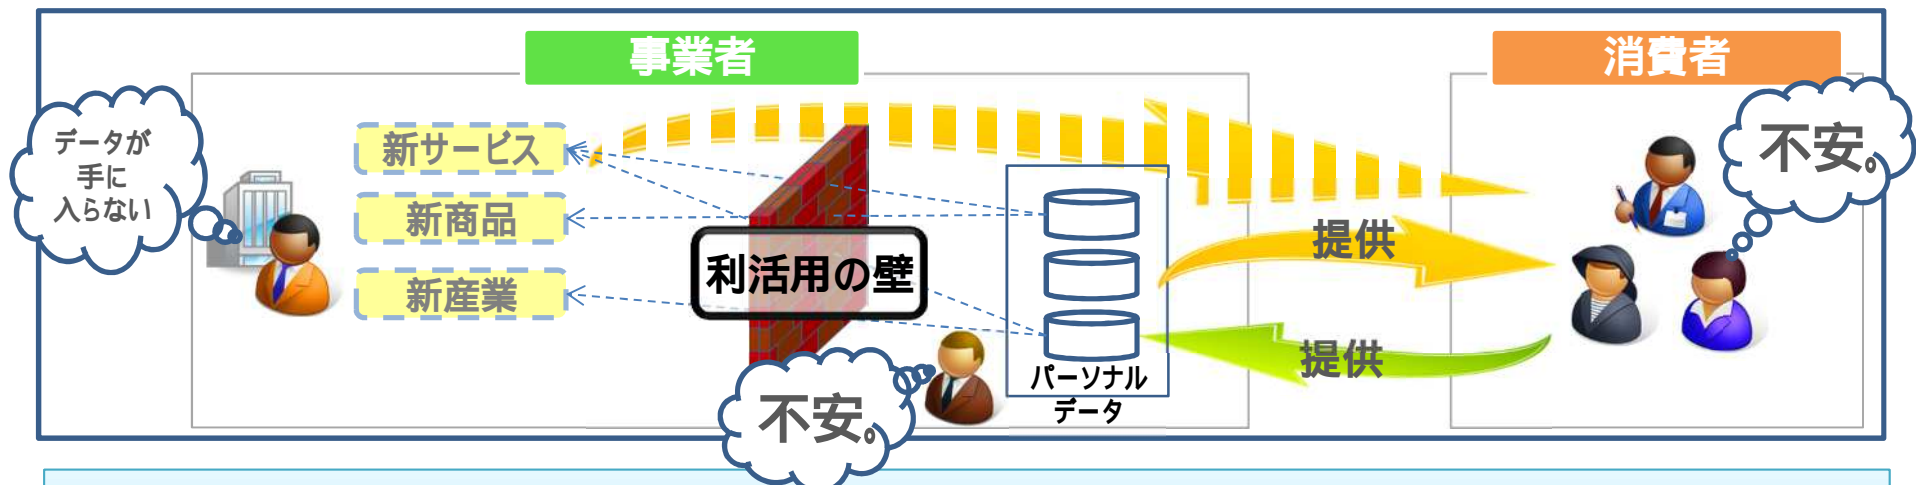 事業者
消費者
データが
手に
入らない
新サービス
新商品
新産業
利活用の壁
不安。
パーソナル
データ
提供
提供
不安。